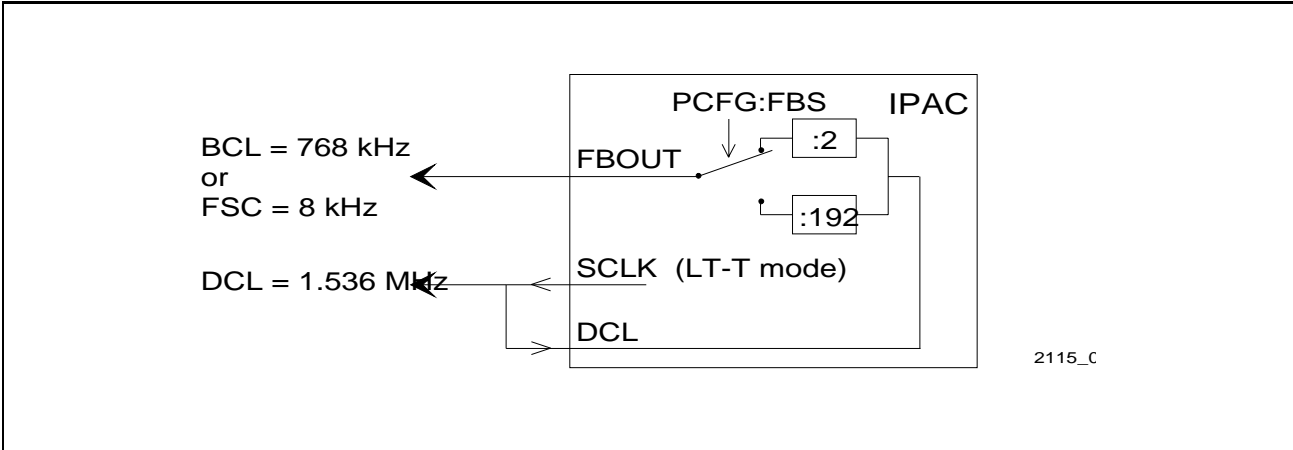 PCFG:FBS
IPAC
BCL = 768 kHz
or
FSC = 8 kHz
FBOUT
:2
:192
DCL = 1.536 MHz
SCLK (LT-T mode)
DCL